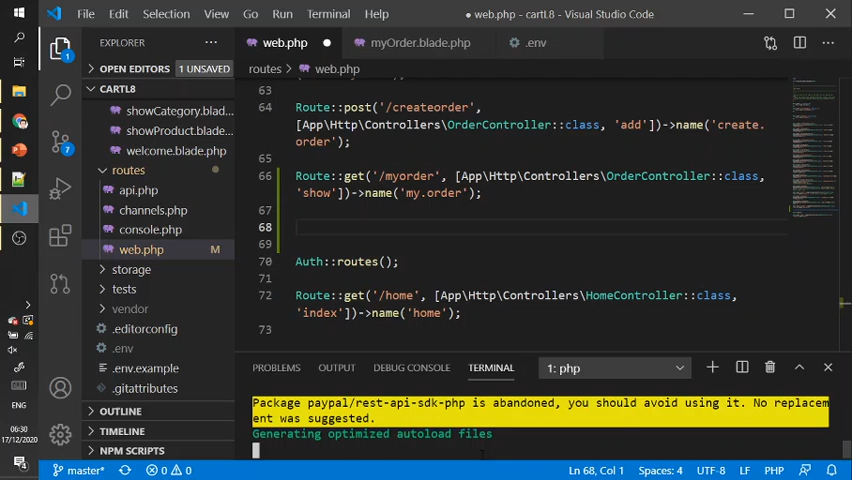 File Edit Selection View Go Run Terminal Help
● web.php - cartL8 - Visual Studio Code
EXPLORER
OPEN EDITORS 1 UNSAVED
CARTL8
showCategory.blad...
showProduct.blade...
welcome.blade.php
routes
api.php
channels.php
console.php
web.php M
storage
tests
vendor
.editorconfig
.env
.env.example
.gitattributes
OUTLINE
TIMELINE
NPM SCRIPTS
1
7
web.php ● myOrder.blade.php .env
routes > web.php
63
64 Route::post('/createorder',
[App\Http\Controllers\OrderController::class, 'add'])->name('create.
order');
65
66 Route::get('/myorder', [App\Http\Controllers\OrderController::class,
'show'])->name('my.order');
67
68
69
70 Auth::routes();
71
72 Route::get('/home', [App\Http\Controllers\HomeController::class,
'index'])->name('home');
73
PROBLEMS OUTPUT DEBUG CONSOLE TERMINAL 1: php
Package paypal/rest-api-sdk-php is abandoned, you should avoid using it. No replacem
ent was suggested.
Generating optimized autoload files
ENG
06:30
17/12/2020
master* 0 0 Ln 68, Col 1 Spaces: 4 UTF-8 LF PHP